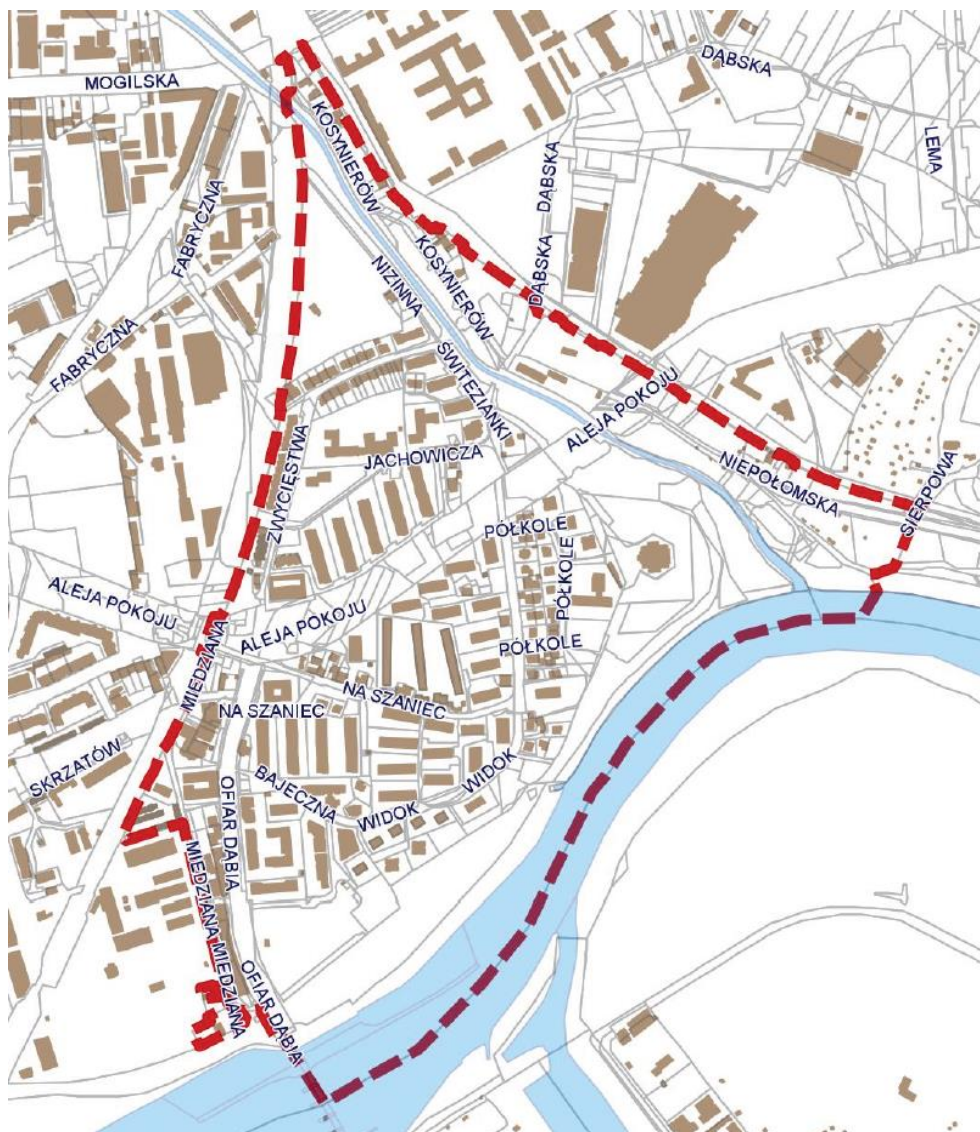 DĄBSKA
MOGILSKA
KOSYNIERÓW
LEMA
DĄBSKA
FABRYCZNA
NIZINNA
KOSYNIERÓW
DĄBSKA
FABRYCZNA
ŚWITEZIANKI
ALEJA POKOJU
JACHOWICZA
ZWYCIĘSTWA
NIEPOŁOMSKA
SIERPOWA
PÓŁKOLE
PÓŁKOLE
ALEJA POKOJU
ALEJA POKOJU
PÓŁKOLE
MIEDZIANA
NA SZANIEC
NA SZANIEC
SKRZATÓW
BAJECZNA
WIDOK
WIDOK
OFIAR DĄBIA
MIEDZIANA
MIEDZIANA
OFIAR DĄBIA